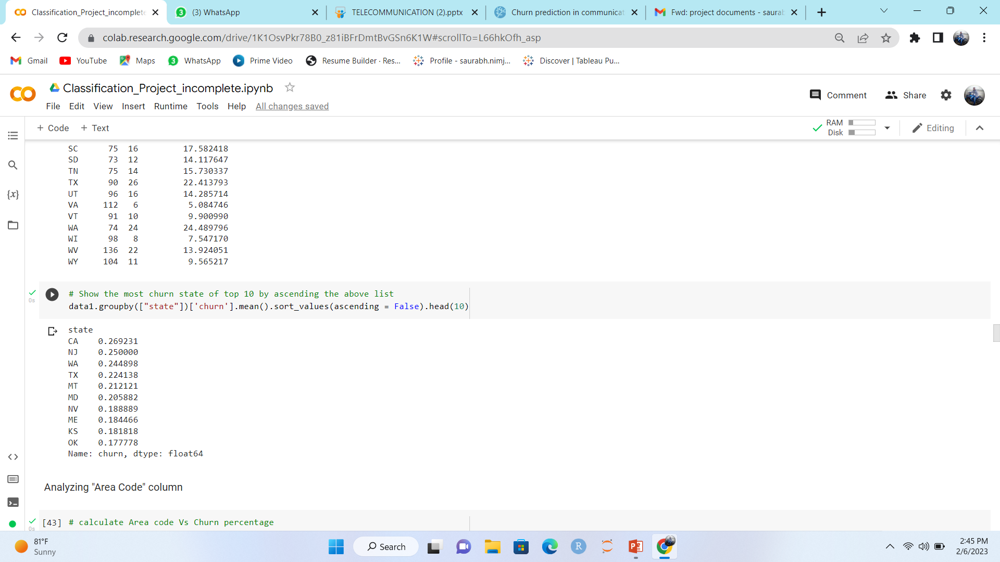 Classification_Project_incomplete
(3) WhatsApp
TELECOMMUNICATION (2).pptx
Churn prediction in communicat
Fwd: project documents - saurab
colab.research.google.com/drive/1K1OsvPkr78B0_z81iBFrDmtBvGSn6K1W#scrollTo=L66hkOfh_asp
Gmail
YouTube
Maps
WhatsApp
Prime Video
Resume Builder · Res...
Profile - saurabh.nimj...
Discover | Tableau Pu...
Classification_Project_incomplete.ipynb
Comment
Share
File Edit View Insert Runtime Tools Help All changes saved
+ Code + Text
RAM
Disk
Editing
SC 75 16 17.582418
SD 73 12 14.117647
TN 75 14 15.730337
TX 90 26 22.413793
UT 96 16 14.285714
VA 112 6 5.084746
VT 91 10 9.900990
WA 74 24 24.489796
WI 98 8 7.547170
WV 136 22 13.924051
WY 104 11 9.565217
# Show the most churn state of top 10 by ascending the above list
data1.groupby(["state"])['churn'].mean().sort_values(ascending = False).head(10)
0s
state
CA 0.269231
NJ 0.250000
WA 0.244898
TX 0.224138
MT 0.212121
MD 0.205882
NV 0.188889
ME 0.184466
KS 0.181818
OK 0.177778
Name: churn, dtype: float64
Analyzing "Area Code" column
[43] # calculate Area code Vs Churn percentage
0s
81°F
Sunny
Search
2:45 PM
2/6/2023